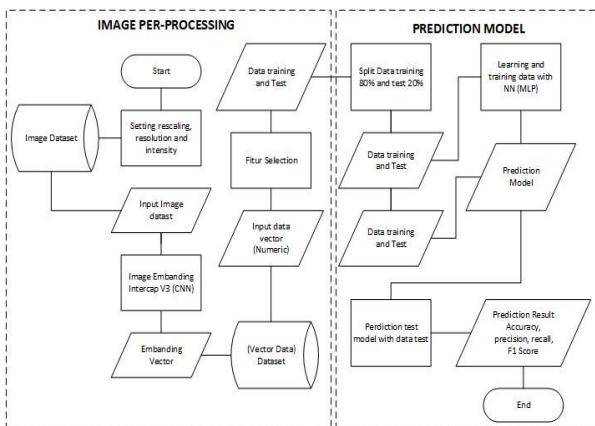 IMAGE PER-PROCESSING
Start
Setting rescaling,
resolution and
intensity
Image Dataset
Input Image
datast
Image Embanding
Intercap V3 (CNN)
Embanding
Vector
(Vector Data)
Dataset
Input data
vector
(Numeric)
Fitur Selection
Data training
and Test
PREDICTION MODEL
Split Data training
80% and test 20%
Learning and
training data with
NN (MLP)
Data training
and Test
Prediction
Model
Data training
and Test
Perdiction test
model with data test
Prediction Result
Accuracy,
precision, recall,
F1 Score
End